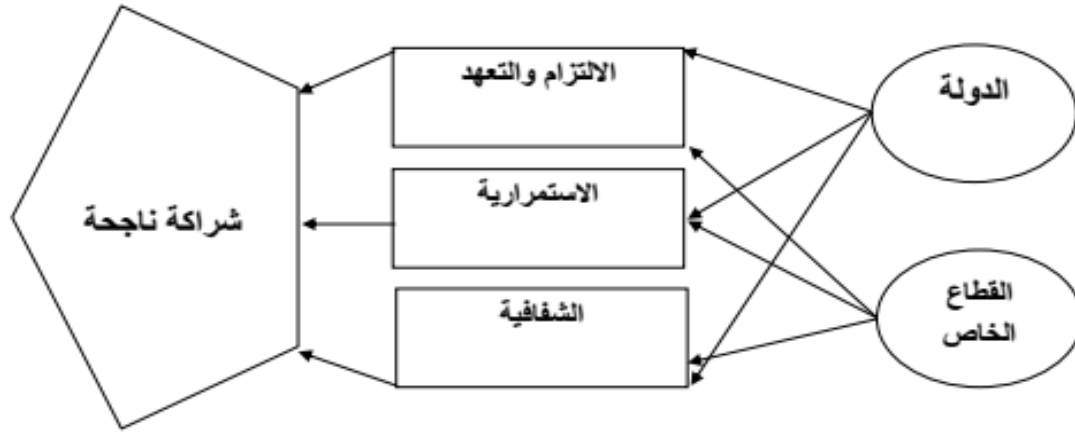 الدولة
القطاع
الخاص
الالتزام والتعهد
الاستمرارية
الشفافية
شراكة ناجحة